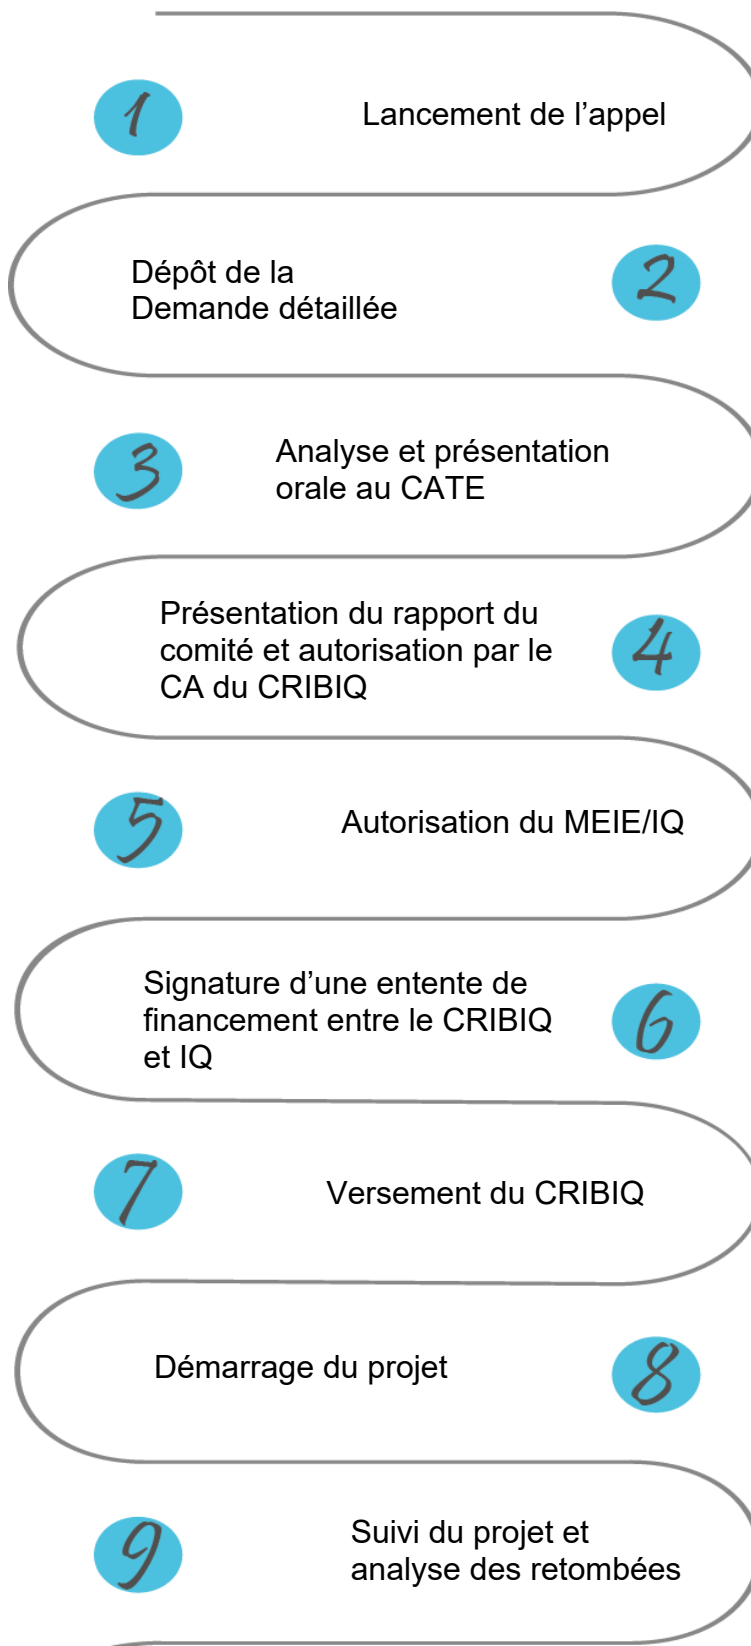 1
Lancement de l’appel
Dépôt de la
Demande détaillée
2
3
Analyse et présentation
orale au CATE
Présentation du rapport du
comité et autorisation par le
CA du CRIBIQ
4
5
Autorisation du MEIE/IQ
Signature d’une entente de
financement entre le CRIBIQ
et IQ
6
7
Versement du CRIBIQ
Démarrage du projet
8
9
Suivi du projet et
analyse des retombées